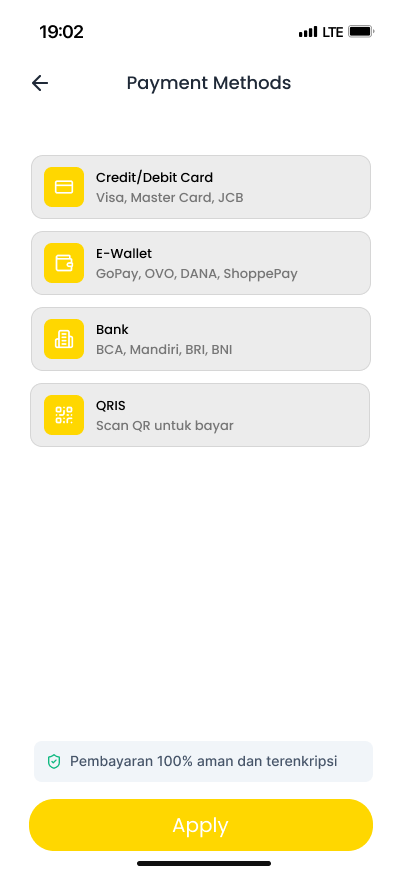 19:02
LTE
Payment Methods
Credit/Debit Card
Visa, Master Card, JCB
E-Wallet
GoPay, OVO, DANA, ShoppePay
Bank
BCA, Mandiri, BRI, BNI
QRIS
Scan QR untuk bayar
Pembayaran 100% aman dan terenkripsi
Apply